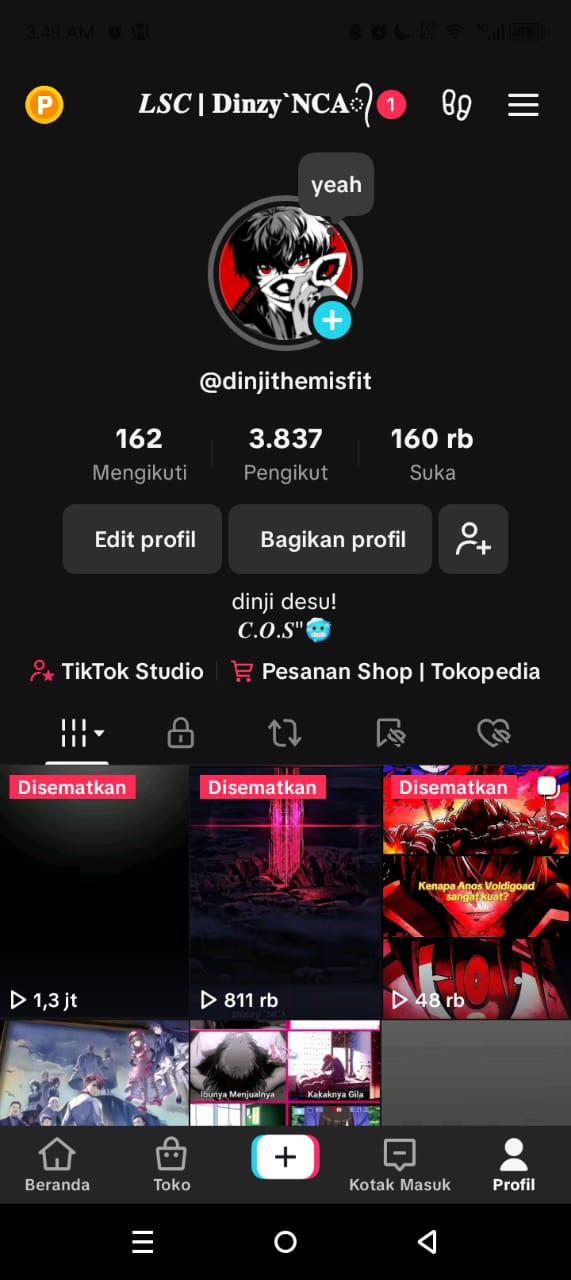 3.49 AM
P
LSC | Dinzy`NCA
1
yeah
@dinjithemisfit
162
3.837
160 rb
Mengikuti
Pengikut
Suka
Edit profil
Bagikan profil
dinji desu!
C.O.S"🥶
TikTok Studio
Pesanan Shop | Tokopedia
Disematkan
Disematkan
Disematkan
Kenapa Anos Voldigoad
sangat kuat?
1,3 jt
811 rb
48 rb
Dinzy`NCA
Ibunya Menjualnya
Kakaknya Gila
Beranda
Toko
Kotak Masuk
Profil